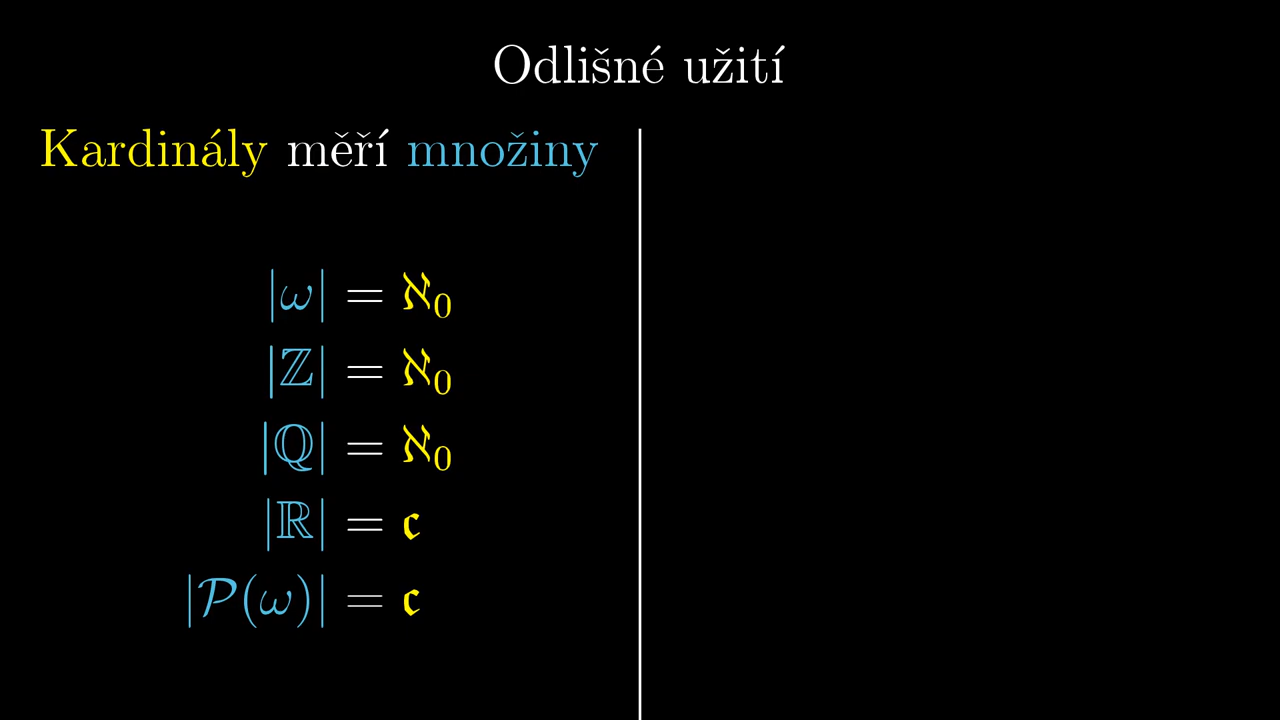 Odlišné užití
Kardinály měří množiny
|ω| = ℵ₀
|ℤ| = ℵ₀
|ℚ| = ℵ₀
|ℝ| = 𝔠
|𝒫(ω)| = 𝔠